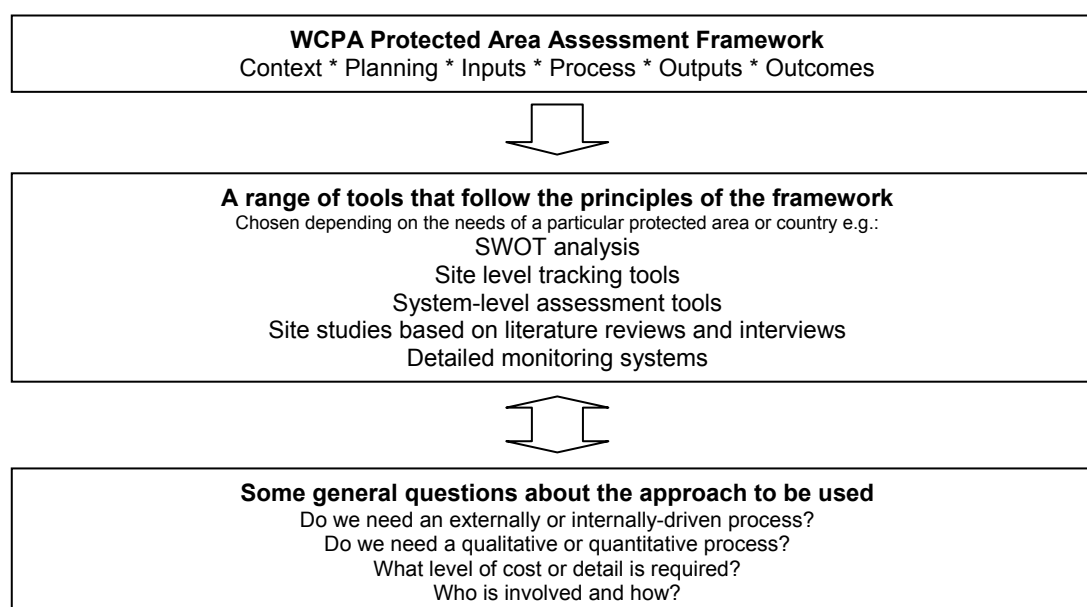 WCPA Protected Area Assessment Framework
Context * Planning * Inputs * Process * Outputs * Outcomes
A range of tools that follow the principles of the framework
Chosen depending on the needs of a particular protected area or country e.g.:
SWOT analysis
Site level tracking tools
System-level assessment tools
Site studies based on literature reviews and interviews
Detailed monitoring systems
Some general questions about the approach to be used
Do we need an externally or internally-driven process?
Do we need a qualitative or quantitative process?
What level of cost or detail is required?
Who is involved and how?